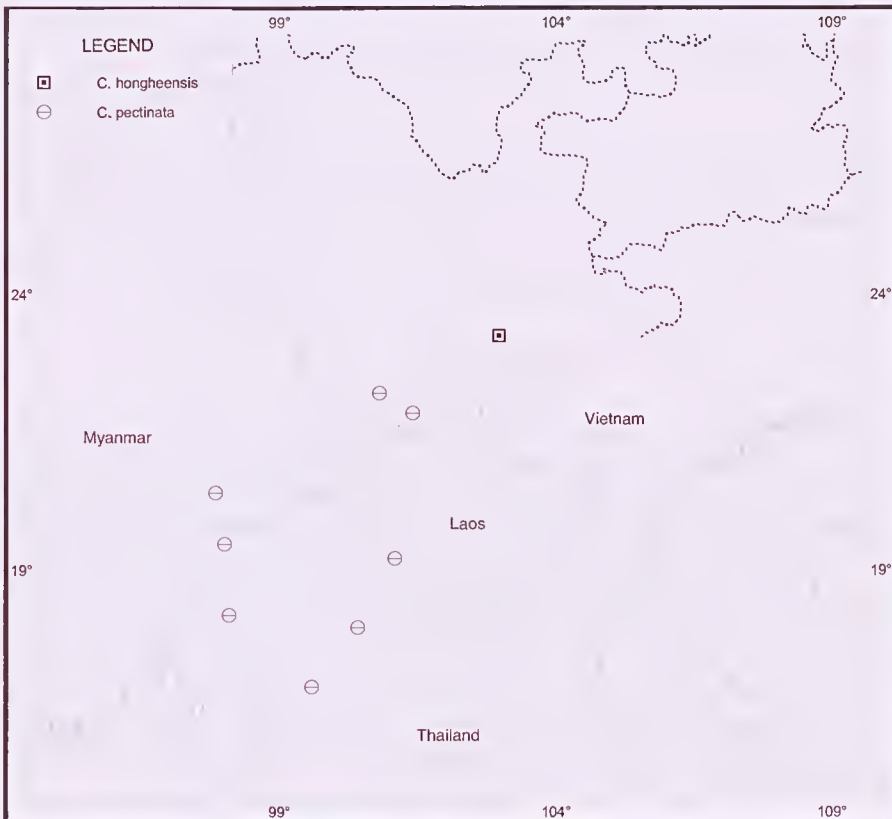 99° 104° 109°
LEGEND
C. hongheensis
C. pectinata
24° 24°
Vietnam
Myanmar
Laos
19° 19°
Thailand
99° 104° 109°